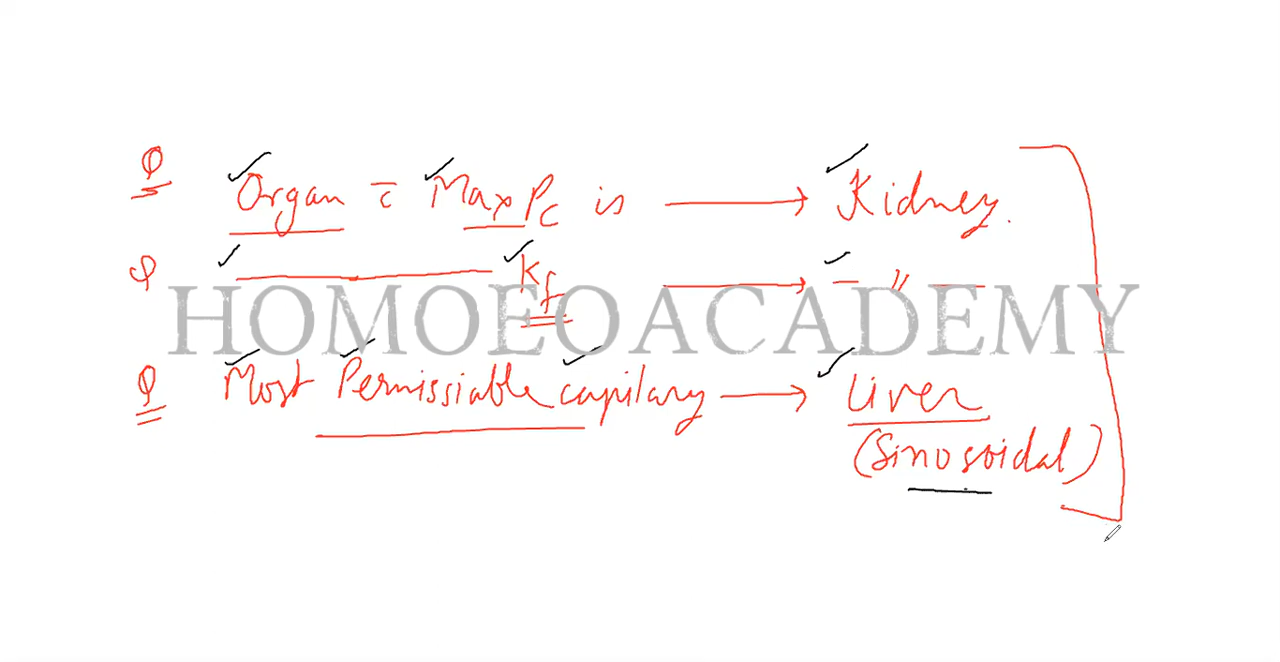 Q Organ c̄ Max Pc is → Kidney.
Q ——— Kf → — " —
HOMOEOACADEMY
Q Most Permissiable capilary → Liver
(Sinosoidal)